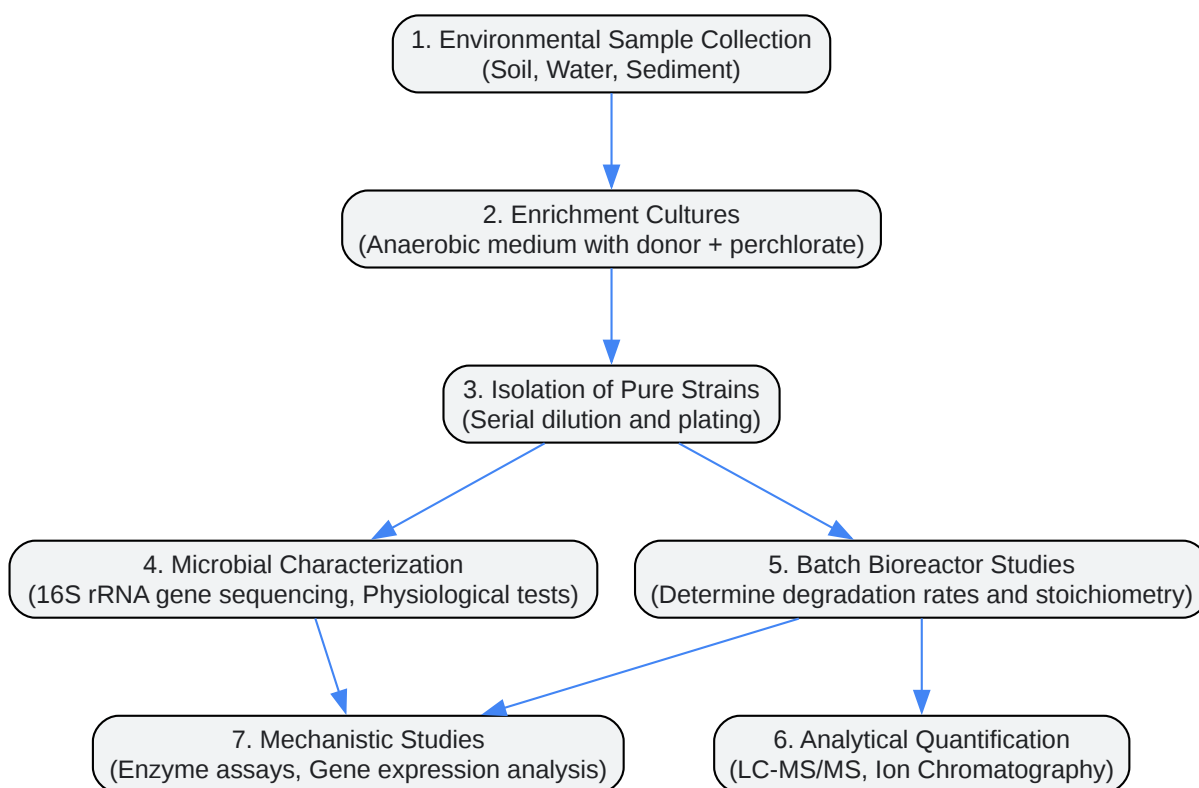 1. Environmental Sample Collection
(Soil, Water, Sediment)
2. Enrichment Cultures
(Anaerobic medium with donor + perchlorate)
3. Isolation of Pure Strains
(Serial dilution and plating)
4. Microbial Characterization
(16S rRNA gene sequencing, Physiological tests)
5. Batch Bioreactor Studies
(Determine degradation rates and stoichiometry)
7. Mechanistic Studies
(Enzyme assays, Gene expression analysis)
6. Analytical Quantification
(LC-MS/MS, Ion Chromatography)